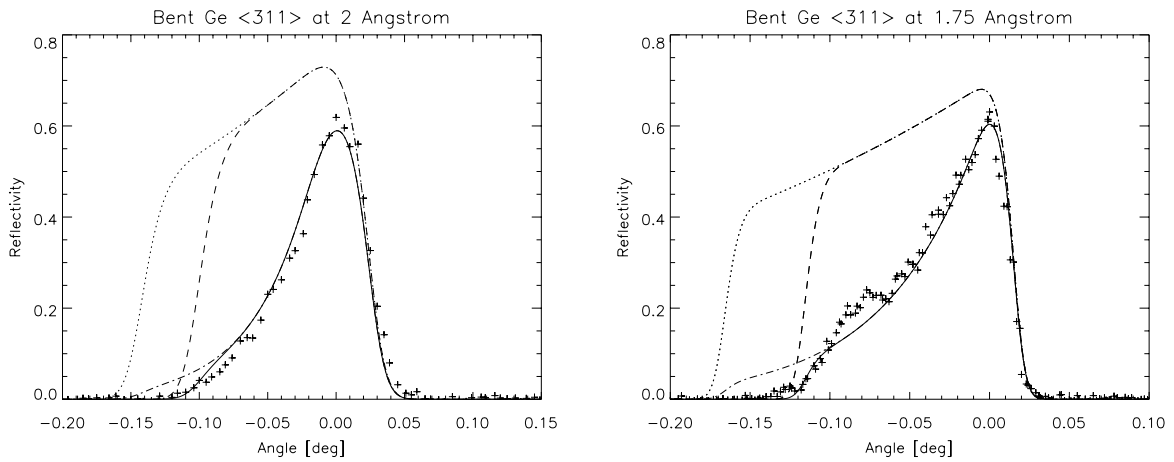 Bent Ge <311> at 2 Angstrom
0.8
0.6
0.4
0.2
0.0
Reflectivity
-0.20 -0.15 -0.10 -0.05 0.00 0.05 0.10 0.15
Angle [deg]
Bent Ge <311> at 1.75 Angstrom
0.8
0.6
0.4
0.2
0.0
Reflectivity
-0.20 -0.15 -0.10 -0.05 0.00 0.05 0.10
Angle [deg]